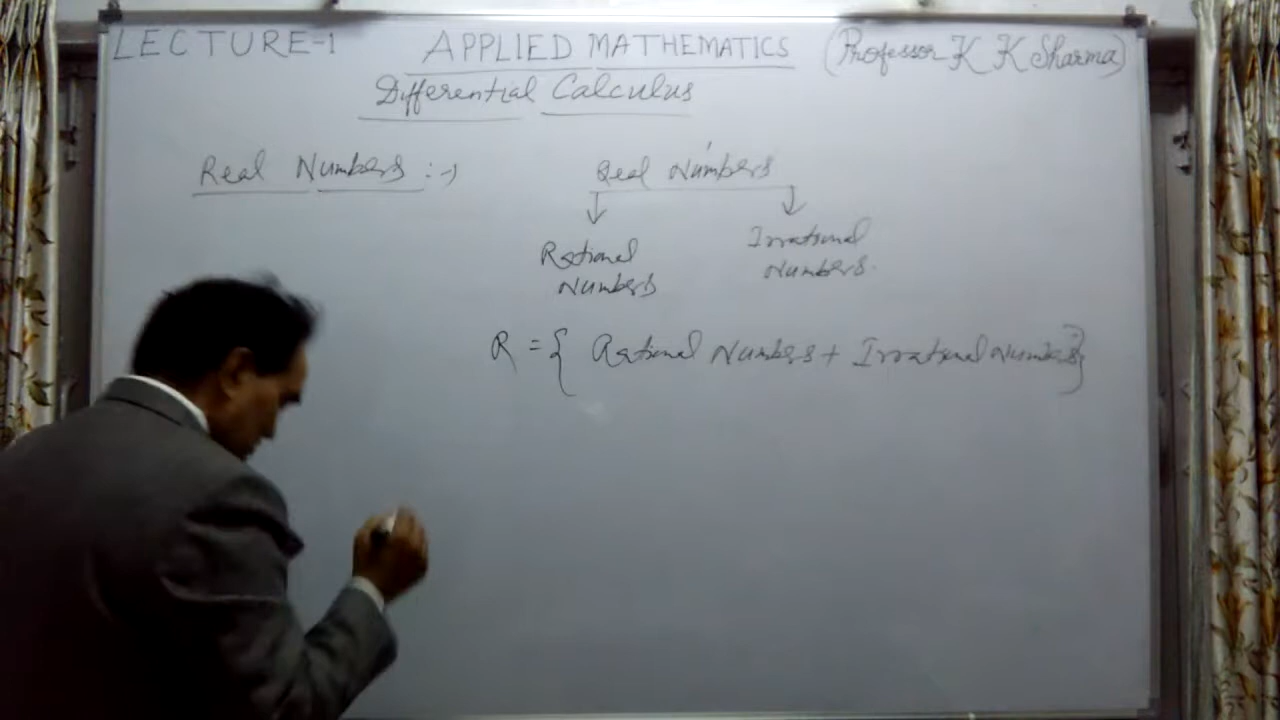 LECTURE-1 APPLIED MATHEMATICS (Professor K K Sharma)
Differential Calculus
Real Numbers :→ Real Numbers
Rational Irrational
Numbers Numbers.
R = { Rational Numbers + Irrational Numbers }